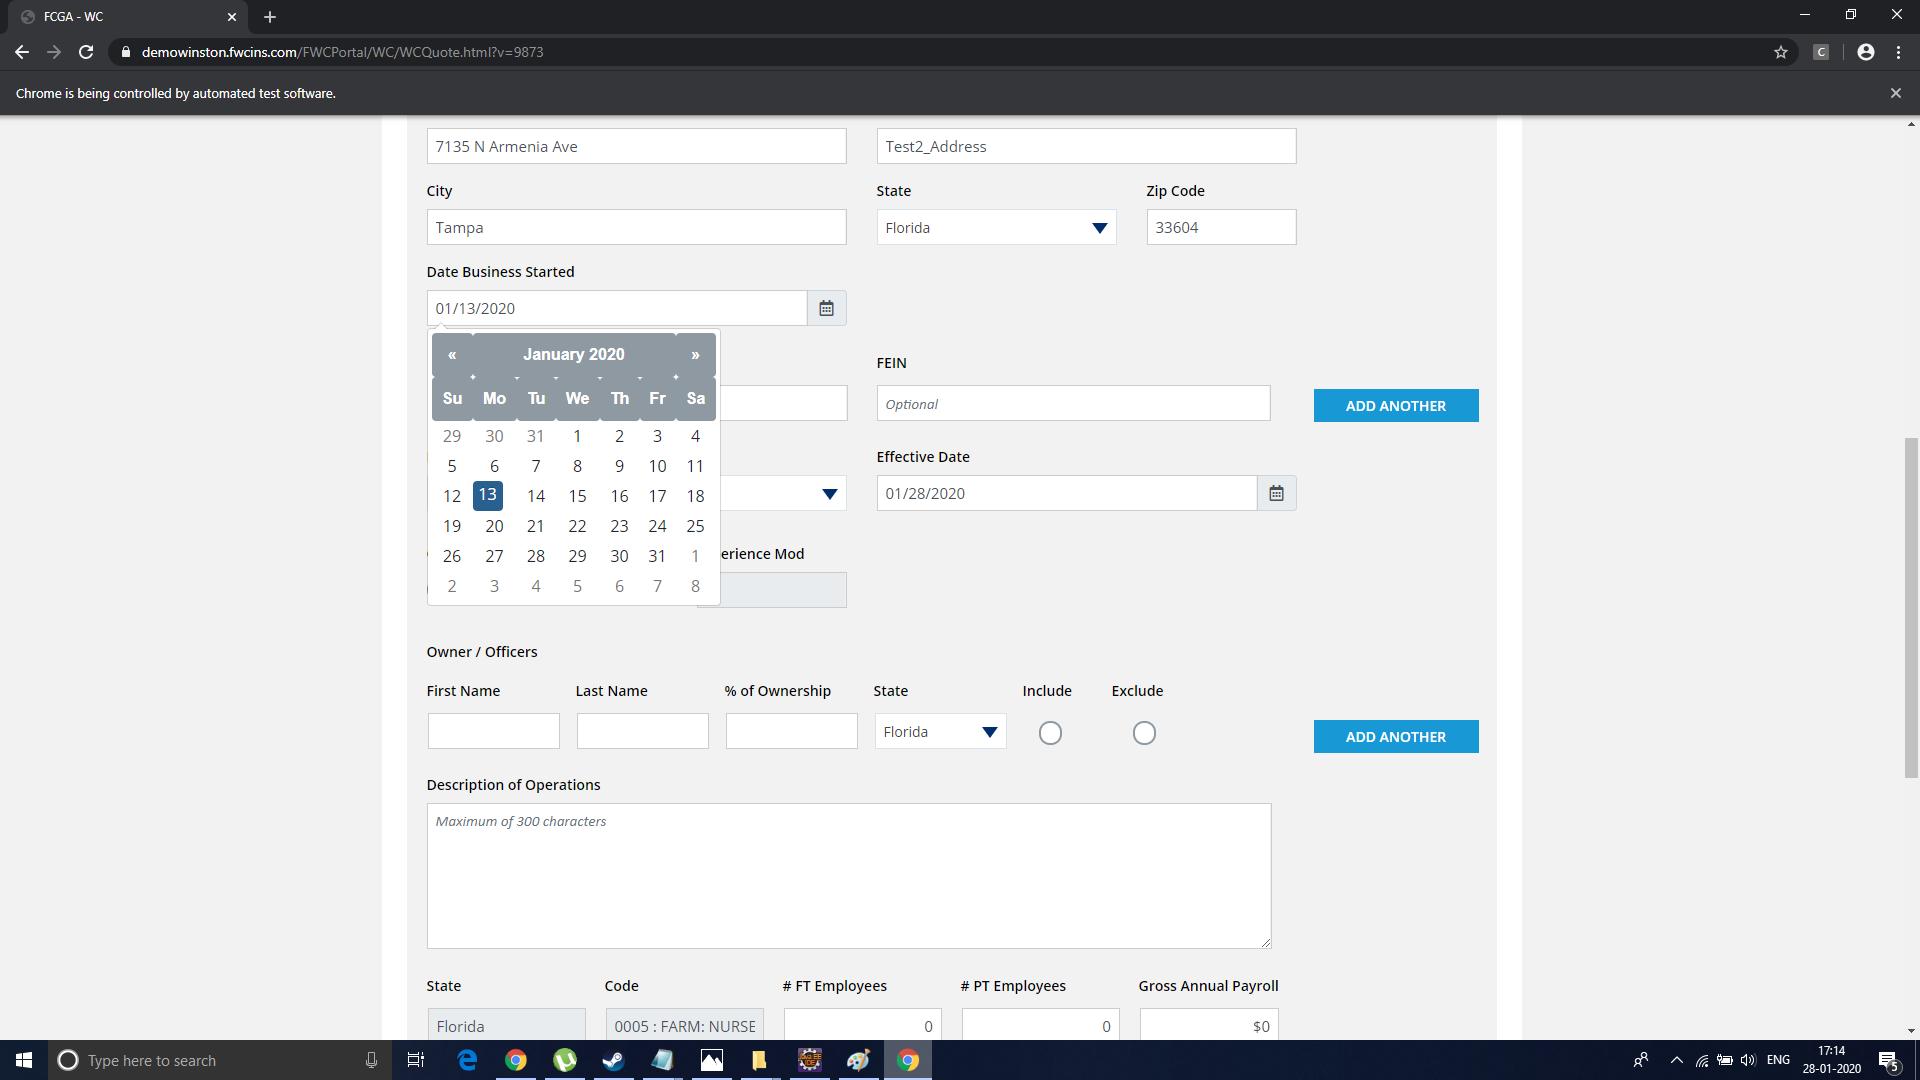 FCGA - WC
demowinston.fwcins.com/FWCPortal/WC/WCQuote.html?v=9873
C
Chrome is being controlled by automated test software.
7135 N Armenia Ave
Test2_Address
City
State
Zip Code
Tampa
Florida
33604
Date Business Started
01/13/2020
« January 2020 »
Su Mo Tu We Th Fr Sa
29 30 31 1 2 3 4
5 6 7 8 9 10 11
12 13 14 15 16 17 18
19 20 21 22 23 24 25
26 27 28 29 30 31 1
2 3 4 5 6 7 8
FEIN
Optional
ADD ANOTHER
Effective Date
01/28/2020
erience Mod
Owner / Officers
First Name
Last Name
% of Ownership
State
Include
Exclude
Florida
ADD ANOTHER
Description of Operations
Maximum of 300 characters
State
Code
# FT Employees
# PT Employees
Gross Annual Payroll
Florida
0005 : FARM: NURSE
0
0
$0
Type here to search
ENG
17:14
28-01-2020
5